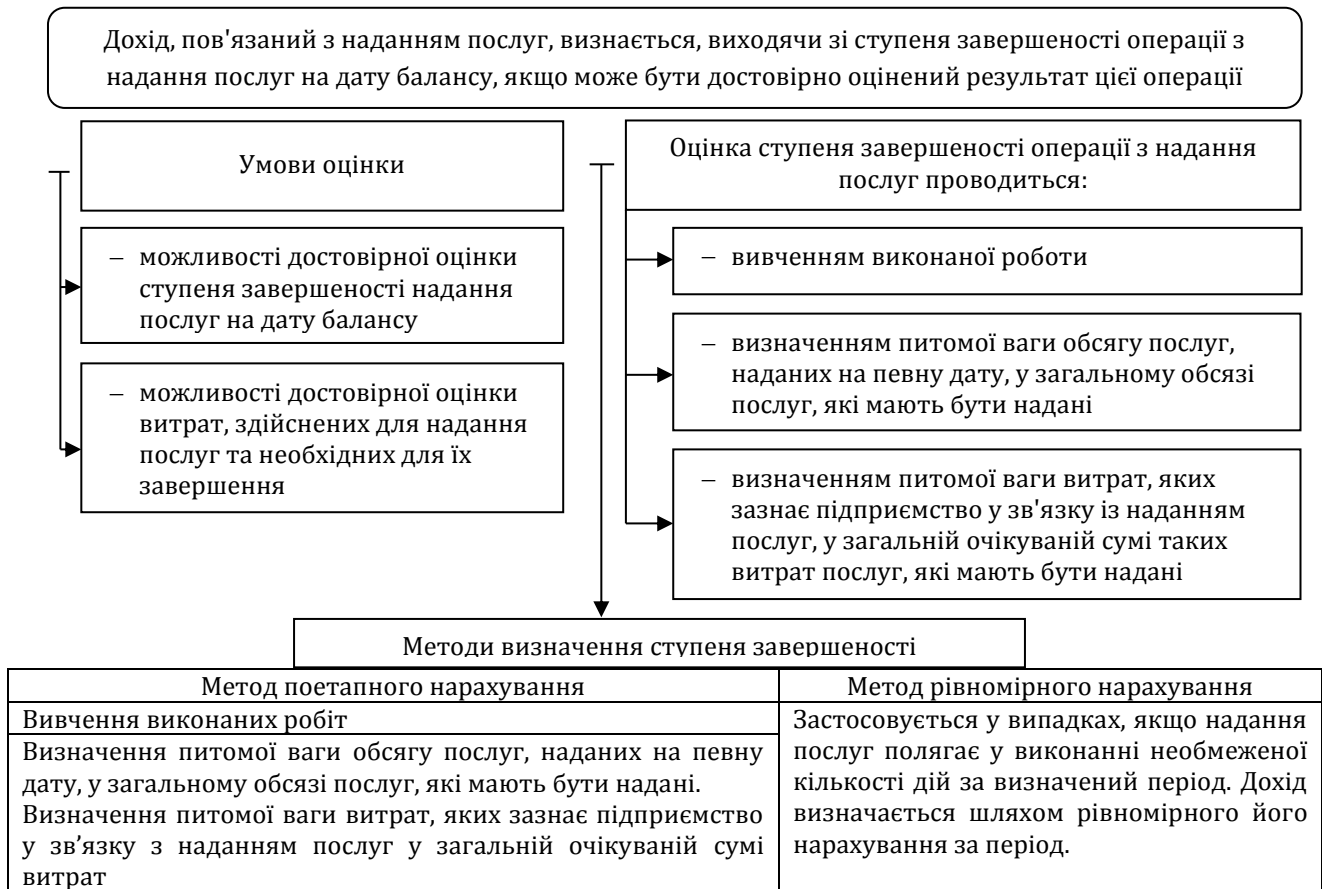 Дохід, пов'язаний з наданням послуг, визнається, виходячи зі ступеня завершеності операції з
надання послуг на дату балансу, якщо може бути достовірно оцінений результат цієї операції
Умови оцінки
− можливості достовірної оцінки
ступеня завершеності надання
послуг на дату балансу
− можливості достовірної оцінки
витрат, здійснених для надання
послуг та необхідних для їх
завершення
Оцінка ступеня завершеності операції з надання
послуг проводиться:
− вивченням виконаної роботи
− визначенням питомої ваги обсягу послуг,
наданих на певну дату, у загальному обсязі
послуг, які мають бути надані
− визначенням питомої ваги витрат, яких
зазнає підприємство у зв'язку із наданням
послуг, у загальній очікуваній сумі таких
витрат послуг, які мають бути надані
Методи визначення ступеня завершеності
Метод поетапного нарахування
Вивчення виконаних робіт
Визначення питомої ваги обсягу послуг, наданих на певну
дату, у загальному обсязі послуг, які мають бути надані.
Визначення питомої ваги витрат, яких зазнає підприємство
у зв’язку з наданням послуг у загальній очікуваній сумі
витрат
Метод рівномірного нарахування
Застосовується у випадках, якщо надання
послуг полягає у виконанні необмеженої
кількості дій за визначений період. Дохід
визначається шляхом рівномірного його
нарахування за період.